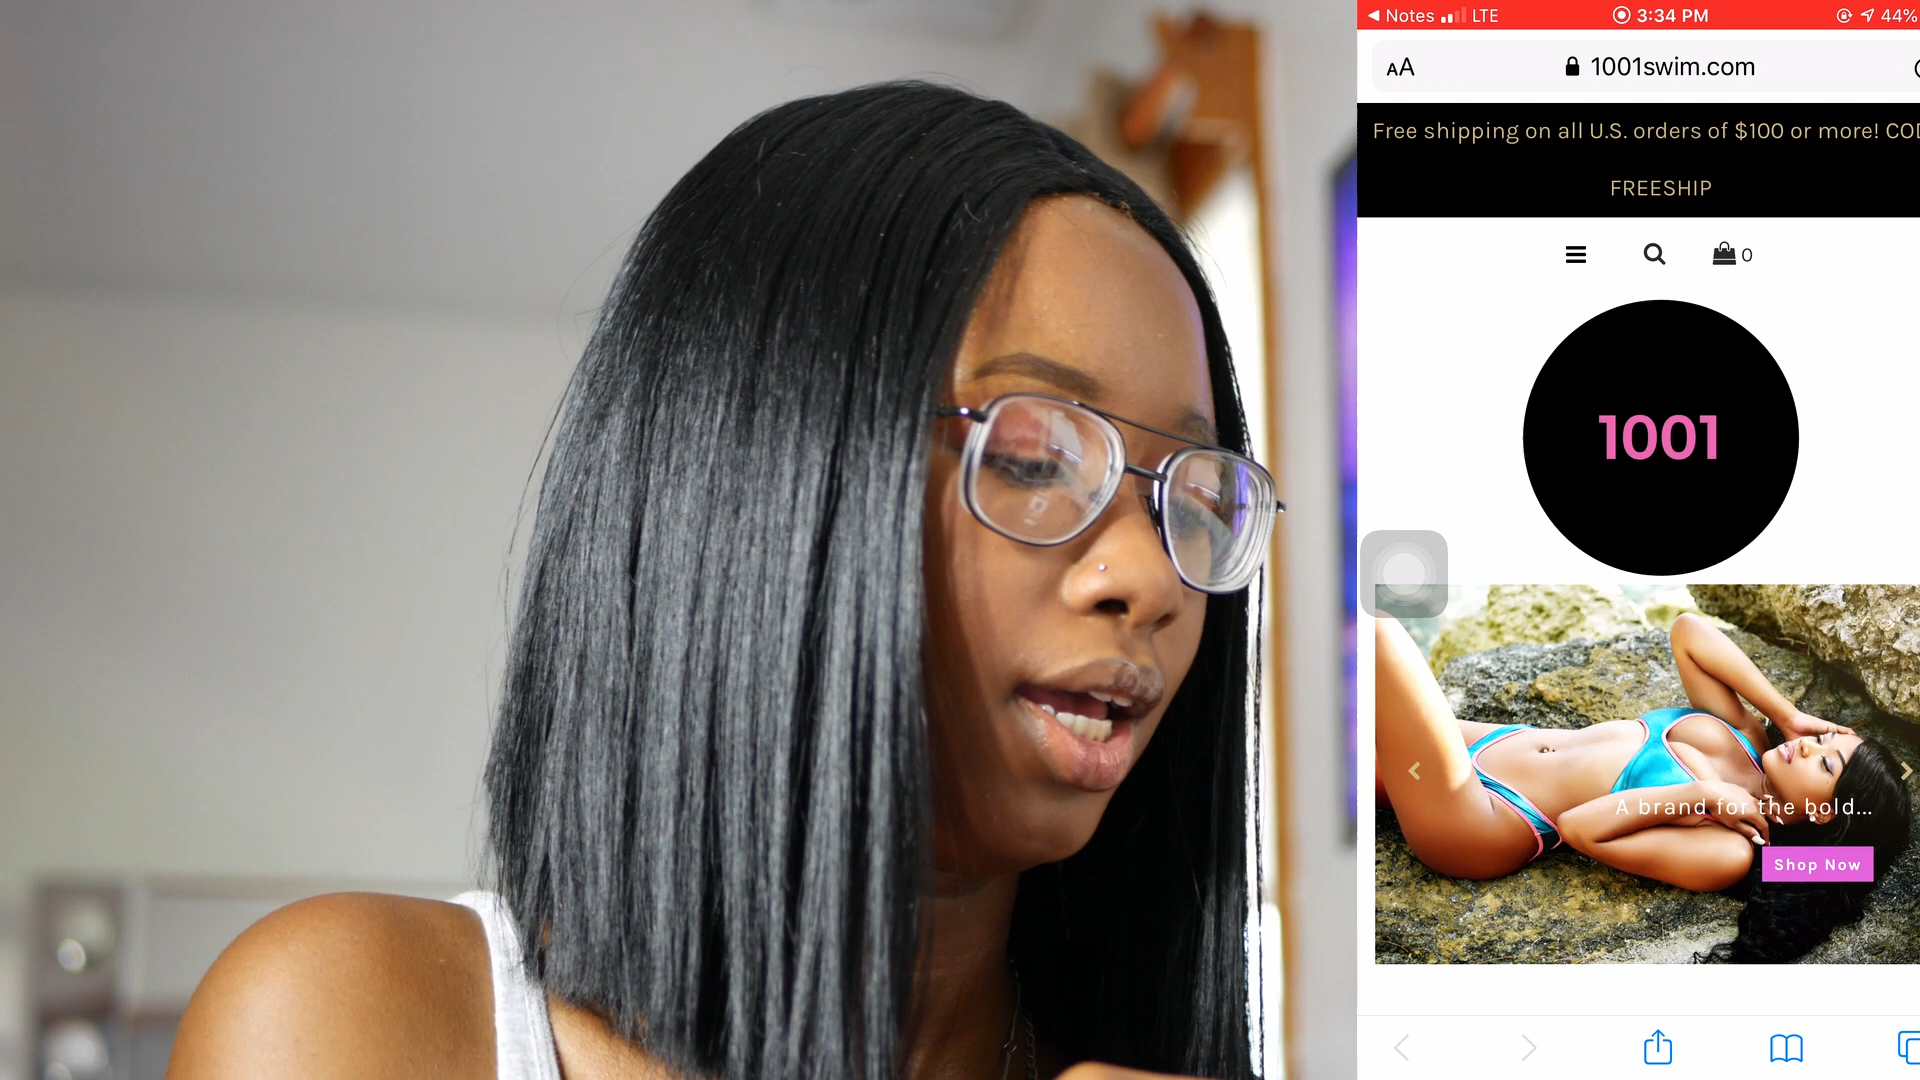 Notes LTE 3:34 PM 44%
AA 1001swim.com
Free shipping on all U.S. orders of $100 or more!
FREESHIP
0
1001
A brand for the bold...
Shop Now